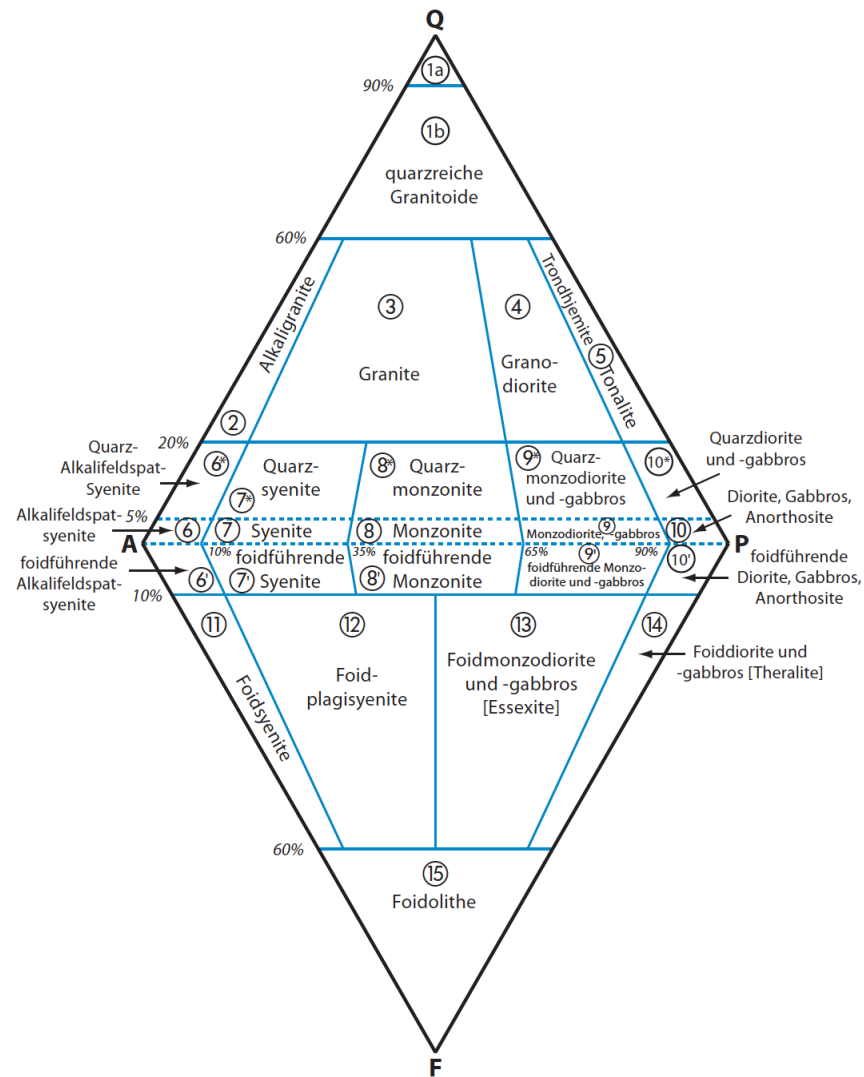 Q
1a
90%
1b
quarzreiche
Granitoide
60%
Alkaligranite
3
Granite
4
Grano-
diorite
Trondhjemite
5
Tonalite
2
20%
Quarz-
Alkalifeldspat-
Syenite
6*
Quarz-
syenite
7*
8*
Quarz-
monzonite
9*
Quarz-
monzodiorite
und -gabbros
10*
Quarzdiorite
und -gabbros
5%
Alkalifeldspat-
syenite
6
7
Syenite
8
Monzonite
9
Monzodiorite, -gabbros
10
Diorite, Gabbros,
Anorthosite
A
10%
35%
65%
90%
P
foidführende
Alkalifeldspat-
syenite
6'
foidführende
7'
Syenite
foidführende
8'
Monzonite
9'
foidführende Monzo-
diorite und -gabbros
10'
foidführende
Diorite, Gabbros,
Anorthosite
10%
11
Foidsyenite
12
Foid-
plagisyenite
13
Foidmonzodiorite
und -gabbros
[Essexite]
14
Foiddiorite und
-gabbros [Theralite]
60%
15
Foidolithe
F